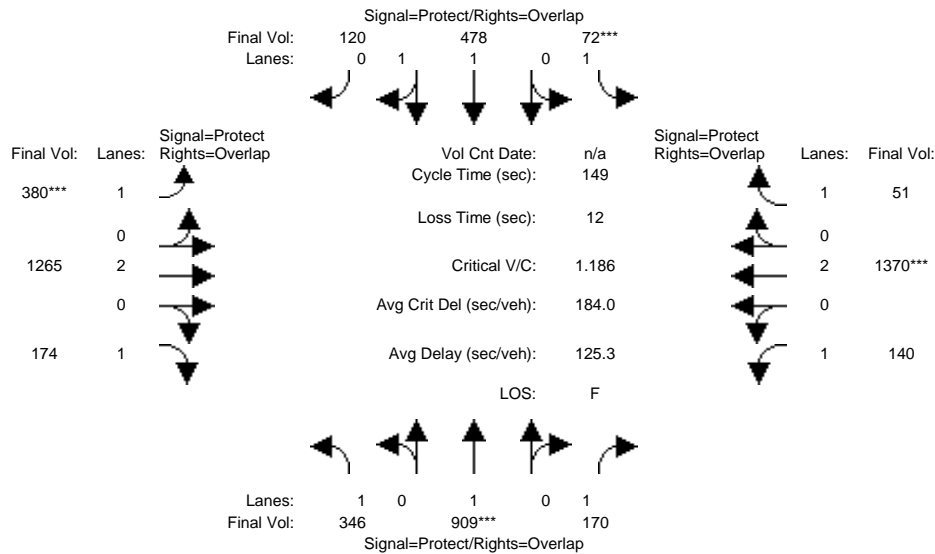 Signal=Protect/Rights=Overlap
Final Vol: 120 478 72***
Lanes: 0 1 1 0 1
Signal=Protect
Final Vol: Lanes: Rights=Overlap
Vol Cnt Date: n/a
Signal=Protect
Rights=Overlap Lanes: Final Vol:
Cycle Time (sec): 149
380*** 1
1 51
Loss Time (sec): 12
0
0
1265 2
Critical V/C: 1.186
2 1370***
0
Avg Crit Del (sec/veh): 184.0
0
174 1
Avg Delay (sec/veh): 125.3
1 140
LOS: F
Lanes: 1 0 1 0 1
Final Vol: 346 909*** 170
Signal=Protect/Rights=Overlap